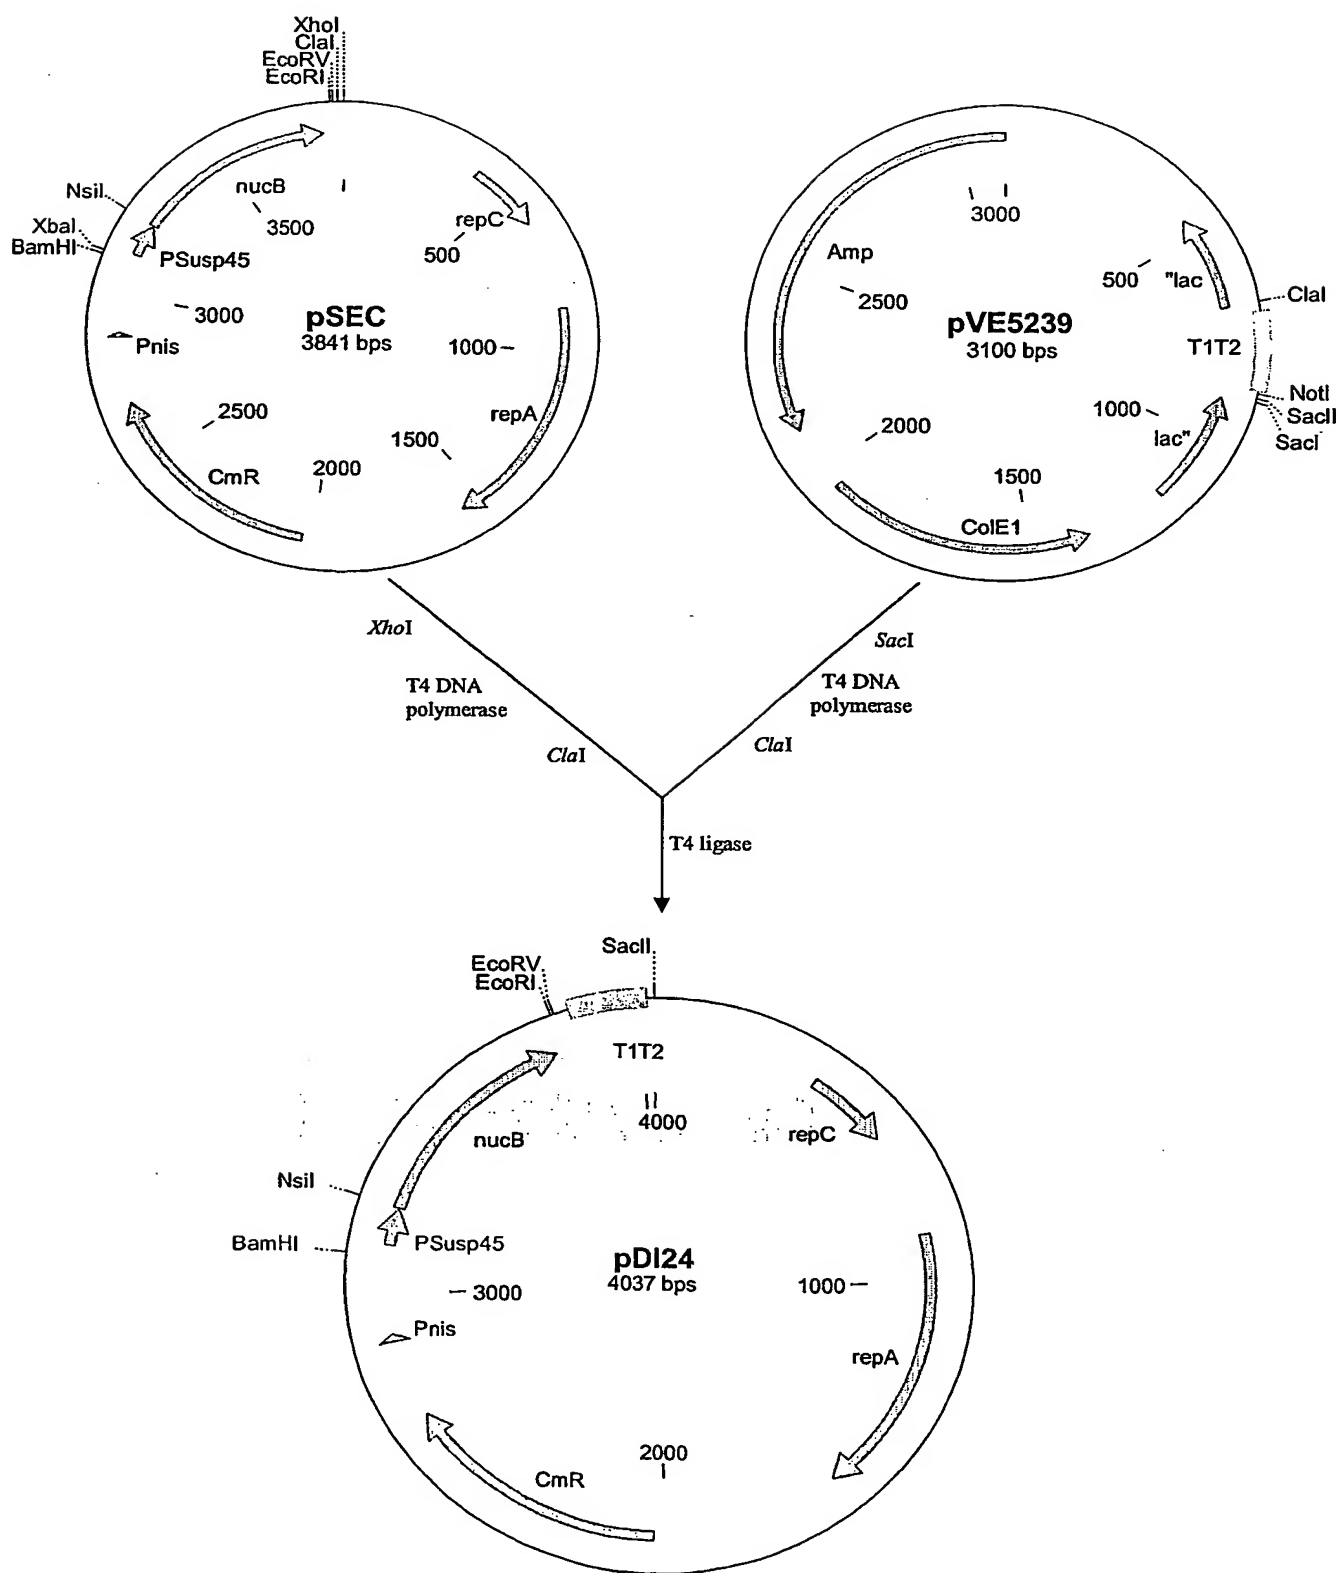 XhoI
ClaI
EcoRV
EcoRI
NsiI
XbaI
BamHI
nucB
3500
PSusp45
3000
Pnis
2500
CmR
2000
pSEC
3841 bps
repC
500
1000
repA
1500
3000
Amp
2500
2000
ColE1
1500
pVE5239
3100 bps
500
"lac
ClaI
T1T2
NotI
SacII
SacI
1000
lac"
XhoI
T4 DNA
polymerase
ClaI
SacI
T4 DNA
polymerase
ClaI
T4 ligase
SacII
EcoRV
EcoRI
T1T2
4000
nucB
repC
NsiI
BamHI
PSusp45
3000
Pnis
pDI24
4037 bps
1000
repA
2000
CmR